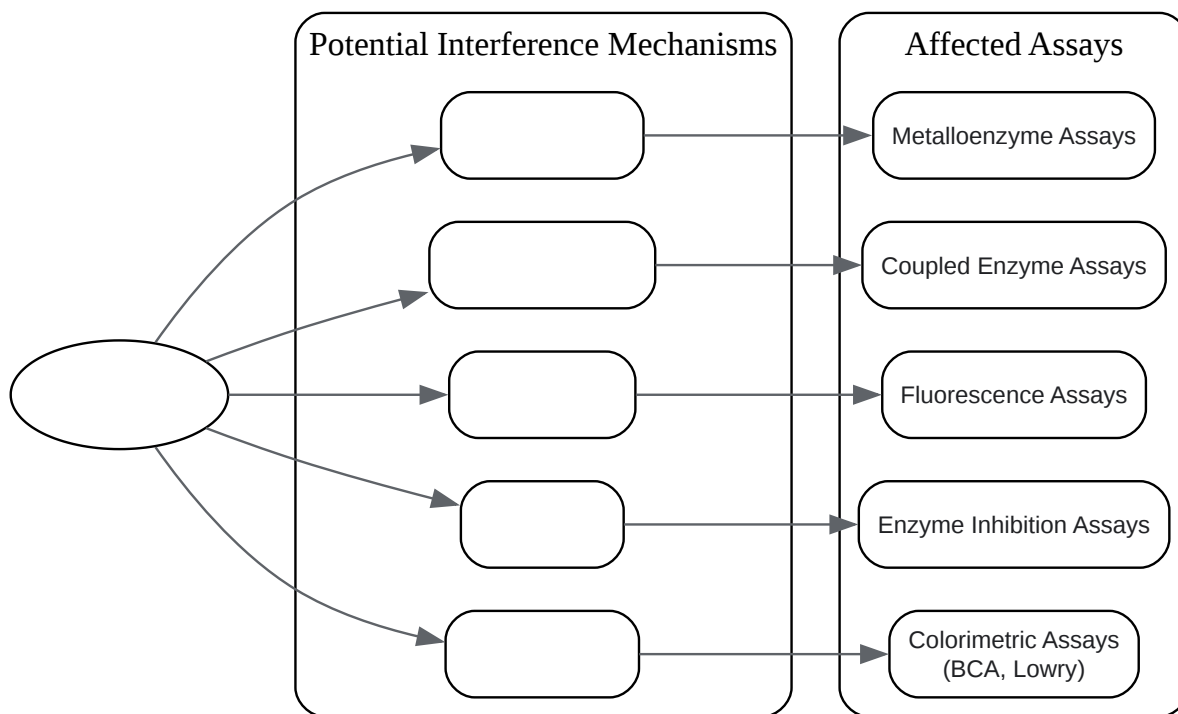 Potential Interference Mechanisms
Affected Assays
Metalloenzyme Assays
Coupled Enzyme Assays
Fluorescence Assays
Enzyme Inhibition Assays
Colorimetric Assays
(BCA, Lowry)